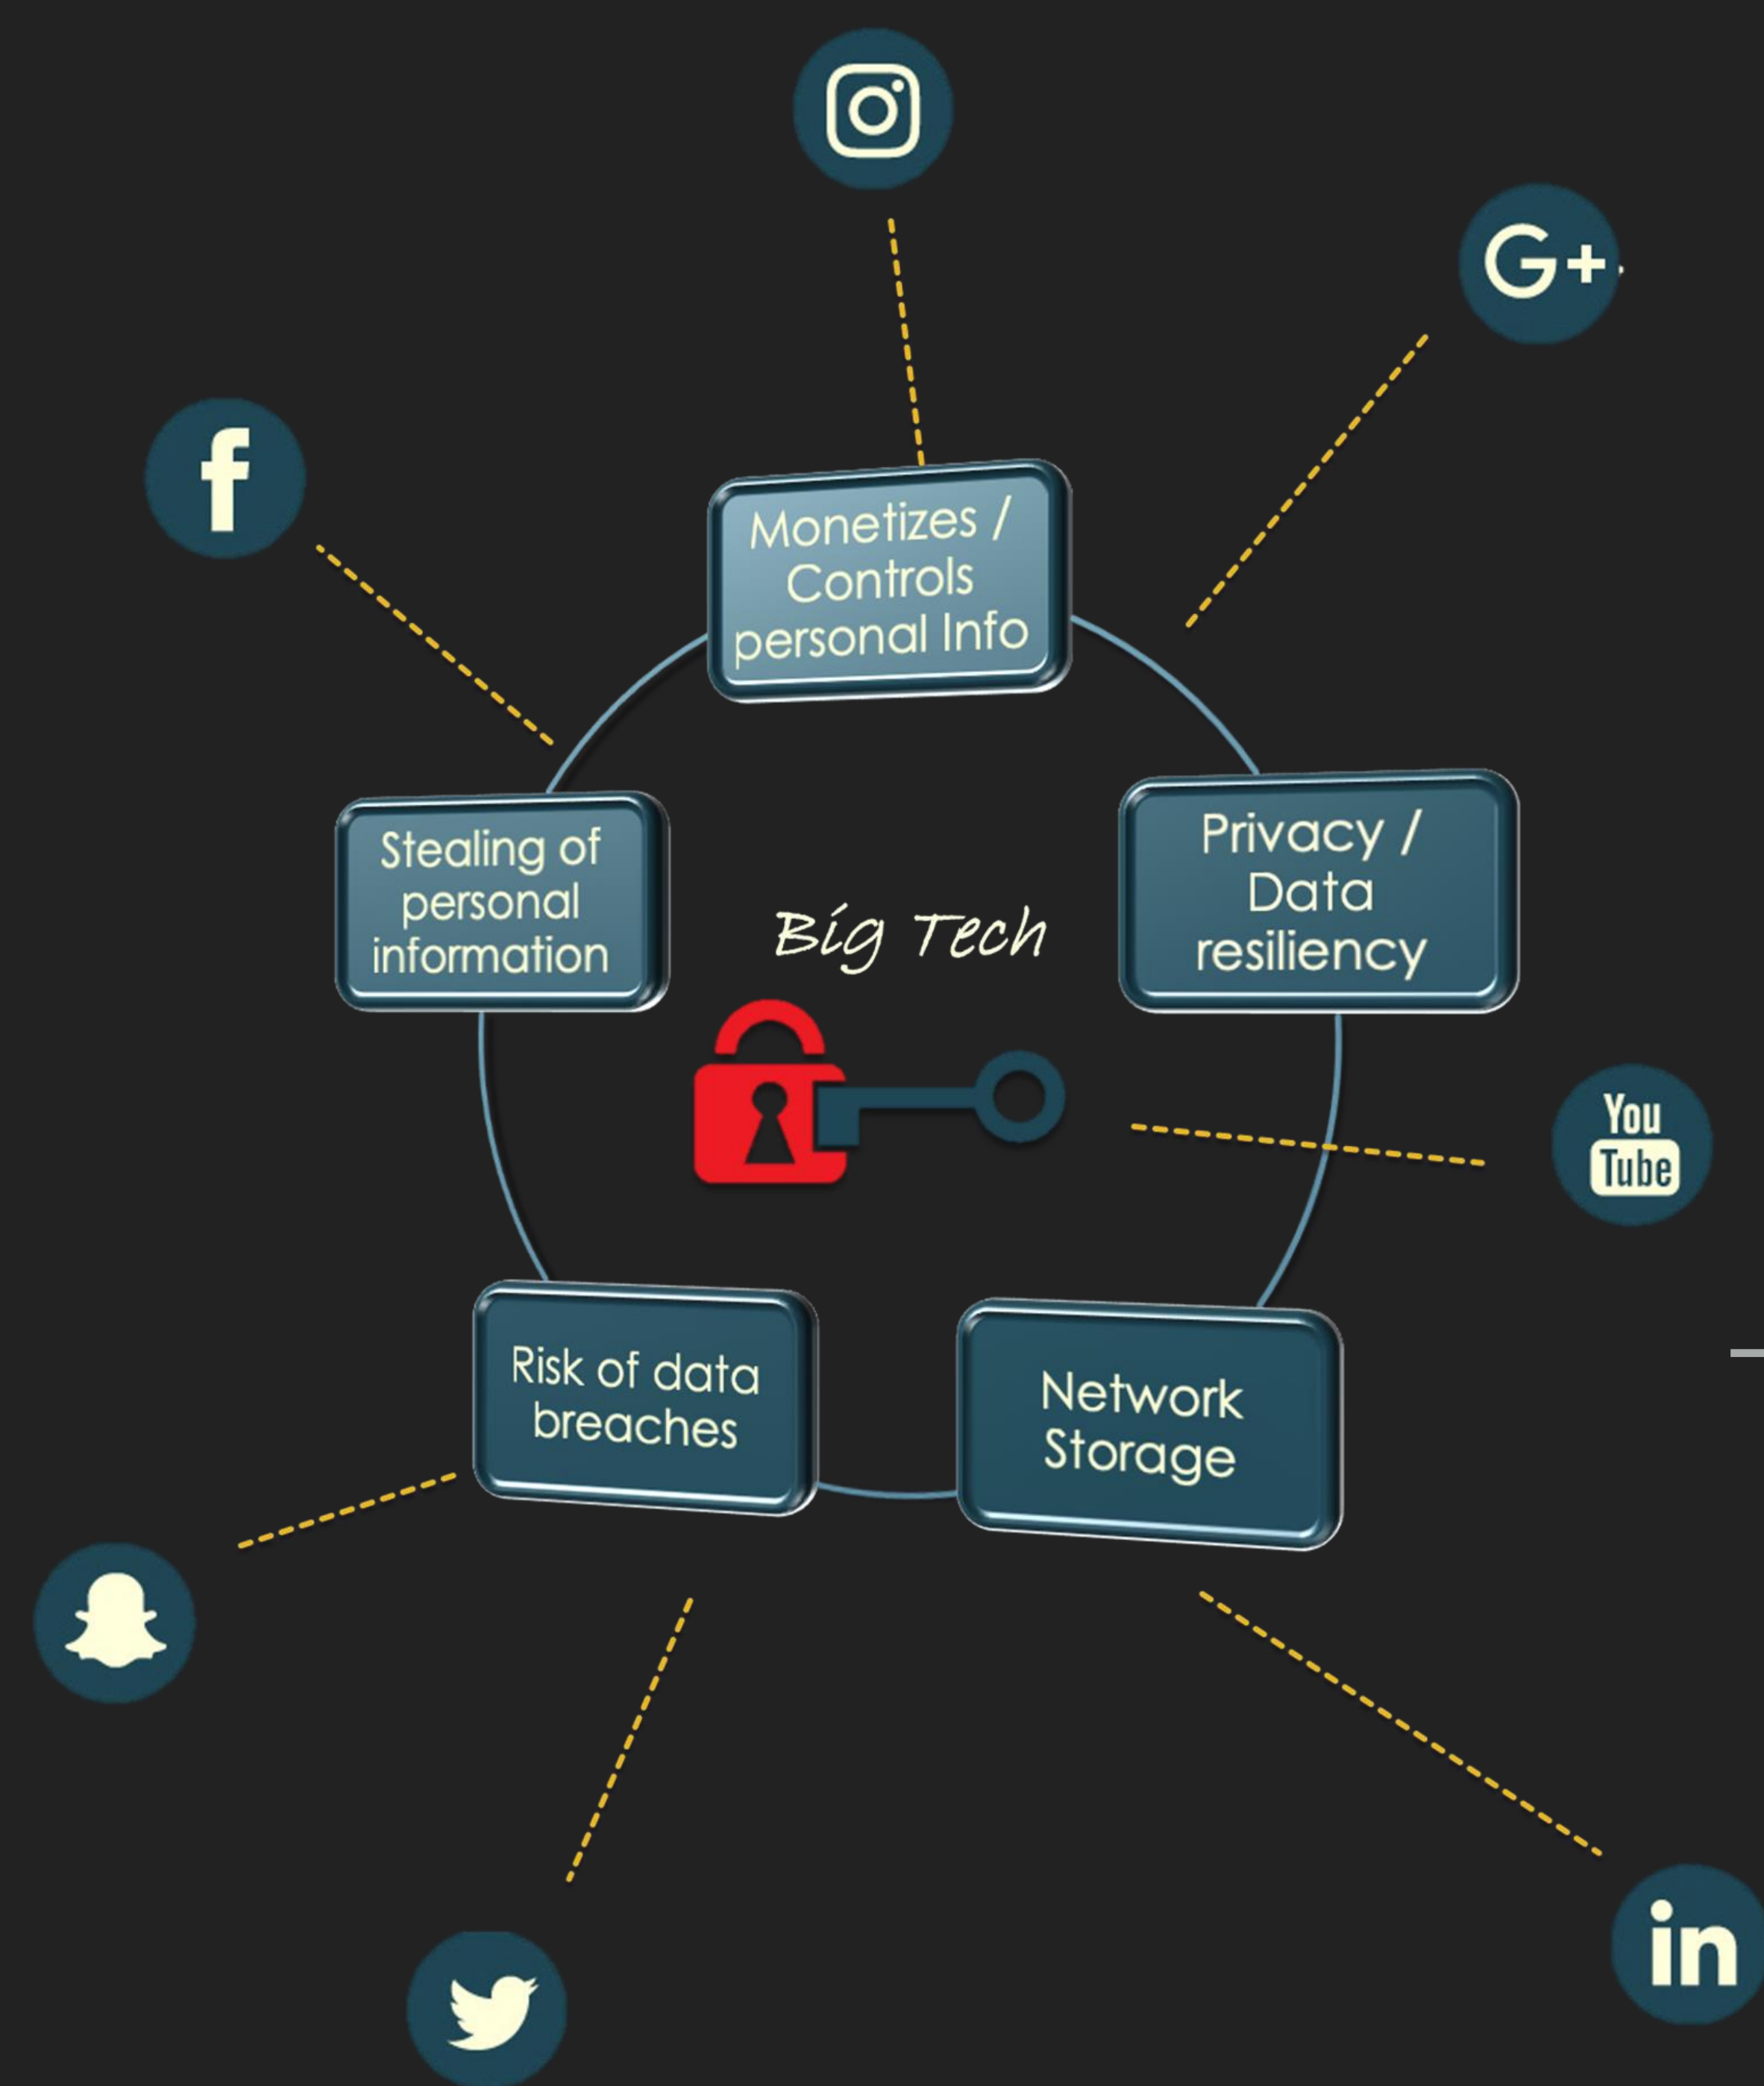 G+
f
Monetizes /
Controls
personal Info
Stealing of
personal
information
Privacy /
Data
resiliency
Big Tech
You
Tube
Risk of data
breaches
Network
Storage
in